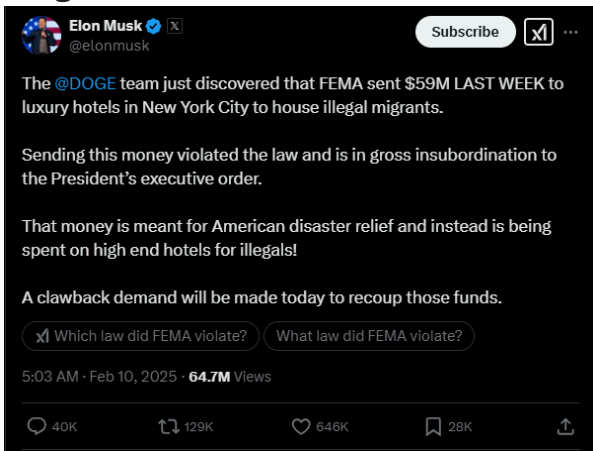 Elon Musk
@elonmusk
Subscribe
The @DOGE team just discovered that FEMA sent $59M LAST WEEK to
luxury hotels in New York City to house illegal migrants.
Sending this money violated the law and is in gross insubordination to
the President’s executive order.
That money is meant for American disaster relief and instead is being
spent on high end hotels for illegals!
A clawback demand will be made today to recoup those funds.
Which law did FEMA violate? What law did FEMA violate?
5:03 AM · Feb 10, 2025 · 64.7M Views
40K 129K 646K 28K